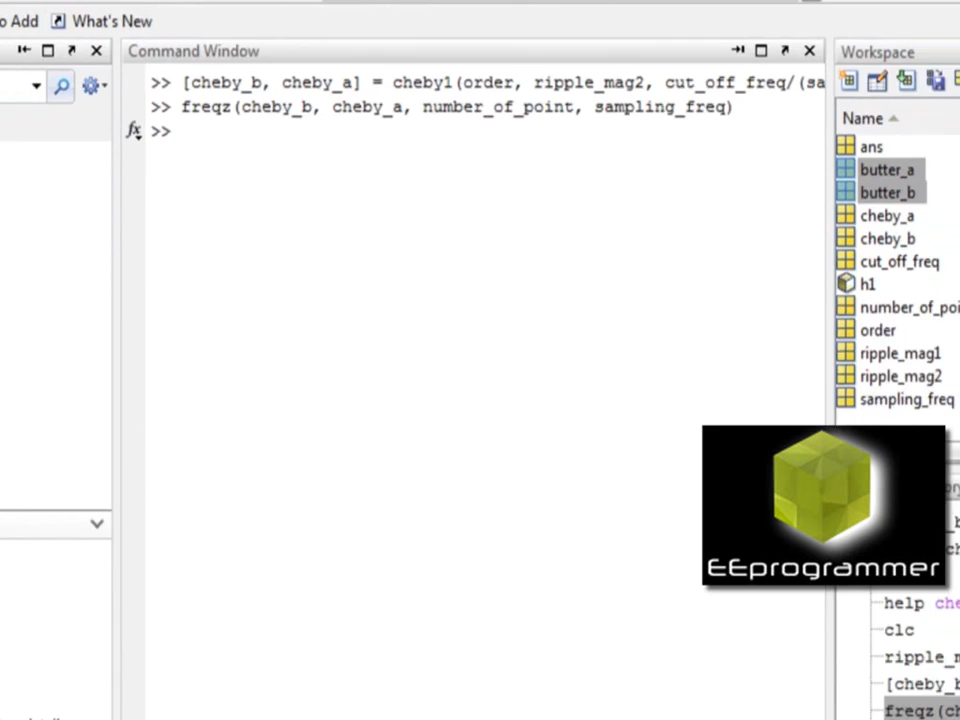 o Add What's New
Command Window
Workspace
>> [cheby_b, cheby_a] = cheby1(order, ripple_mag2, cut_off_freq/(sa
>> freqz(cheby_b, cheby_a, number_of_point, sampling_freq)
fx >>
Name
ans
butter_a
butter_b
cheby_a
cheby_b
cut_off_freq
h1
number_of_poi
order
ripple_mag1
ripple_mag2
sampling_freq
EEprogrammer
help che
clc
ripple_m
[cheby_b
freqz(ch